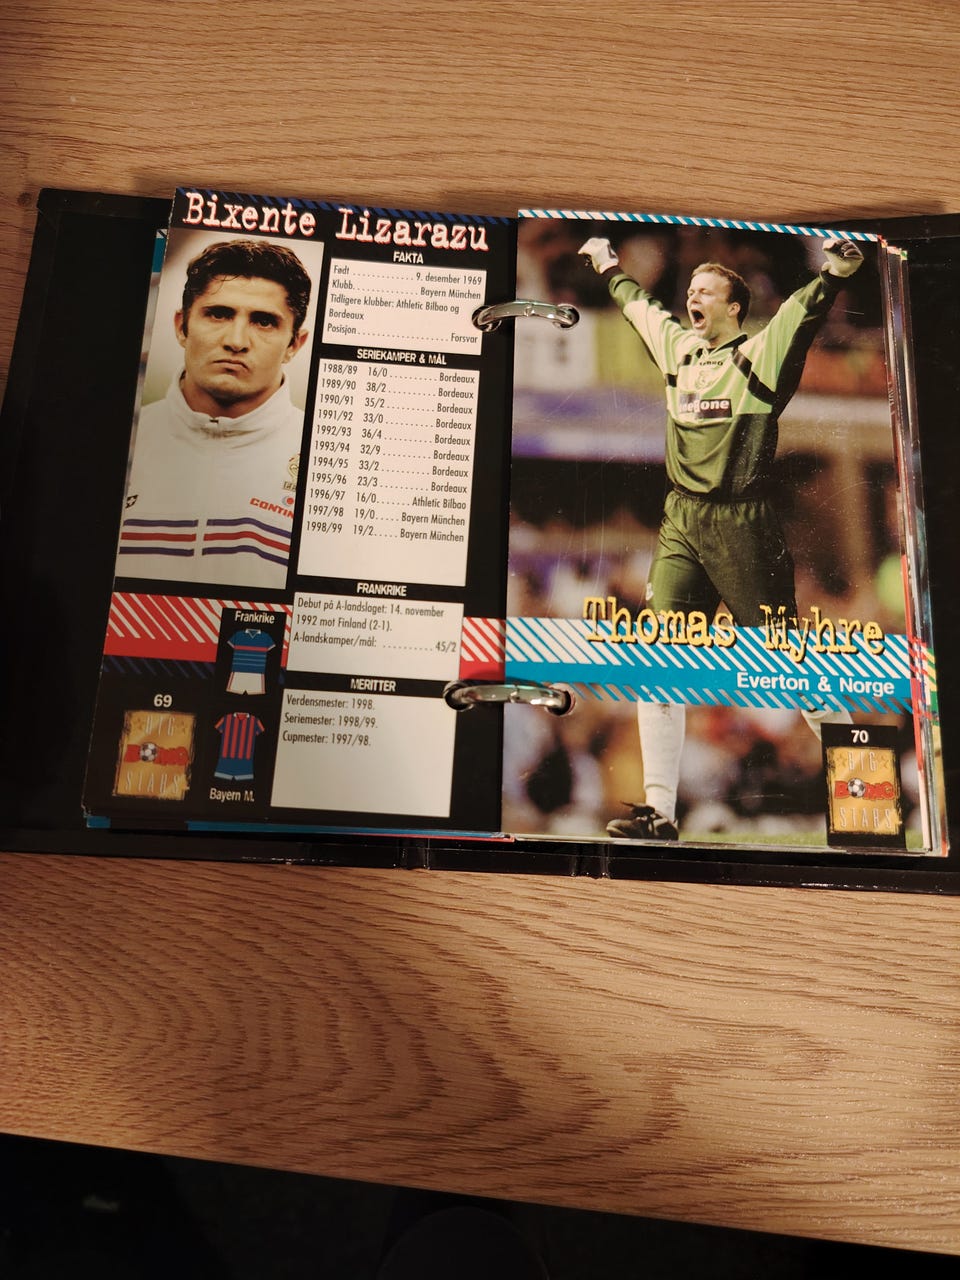 Bixente Lizarazu
FAKTA
Født . . . . . . . . . . . . . 9. desember 1969
Klubb. . . . . . . . . . . . . Bayern München
Tidligere klubber: Athletic Bilbao og
Bordeaux
Posisjon . . . . . . . . . . . . . . . . . Forsvar
SERIEKAMPER & MÅL
1988/89 16/0 . . . . . . . . . . Bordeaux
1989/90 38/2 . . . . . . . . . . Bordeaux
1990/91 35/2 . . . . . . . . . . Bordeaux
1991/92 33/0 . . . . . . . . . . Bordeaux
1992/93 36/4 . . . . . . . . . . Bordeaux
1993/94 32/9 . . . . . . . . . . Bordeaux
1994/95 33/2 . . . . . . . . . . Bordeaux
1995/96 23/3 . . . . . . . . . . Bordeaux
1996/97 16/0 . . . . . Athletic Bilbao
1997/98 19/0. . . . . Bayern München
1998/99 19/2. . . . . Bayern München
FRANKRIKE
Debut på A-landslaget: 14. november
1992 mot Finland (2-1).
A-landskamper/mål: . . . . . . . . . . 45/2
MERITTER
Verdensmester: 1998.
Seriemester: 1998/99.
Cupmester: 1997/98.
Frankrike
Bayern M.
69
BIG
BOING
STARS
Thomas Myhre
Everton & Norge
70
BIG
BOING
STARS